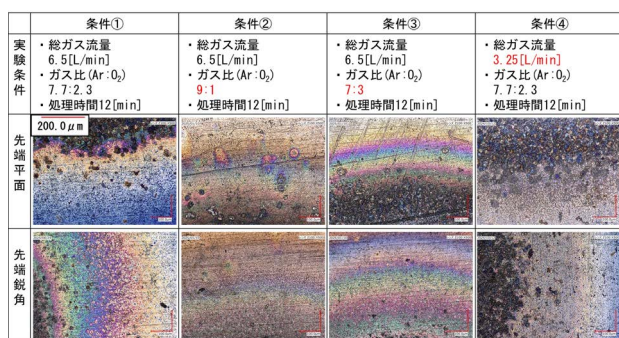 条件① 条件② 条件③ 条件④
実験条件
・総ガス流量
6.5[L/min]
・ガス比(Ar:O₂)
7.7:2.3
・処理時間12[min]
・総ガス流量
6.5[L/min]
・ガス比(Ar:O₂)
9:1
・処理時間12[min]
・総ガス流量
6.5[L/min]
・ガス比(Ar:O₂)
7:3
・処理時間12[min]
・総ガス流量
3.25[L/min]
・ガス比(Ar:O₂)
7.7:2.3
・処理時間12[min]
先端平面
200.0μm
先端鋭角